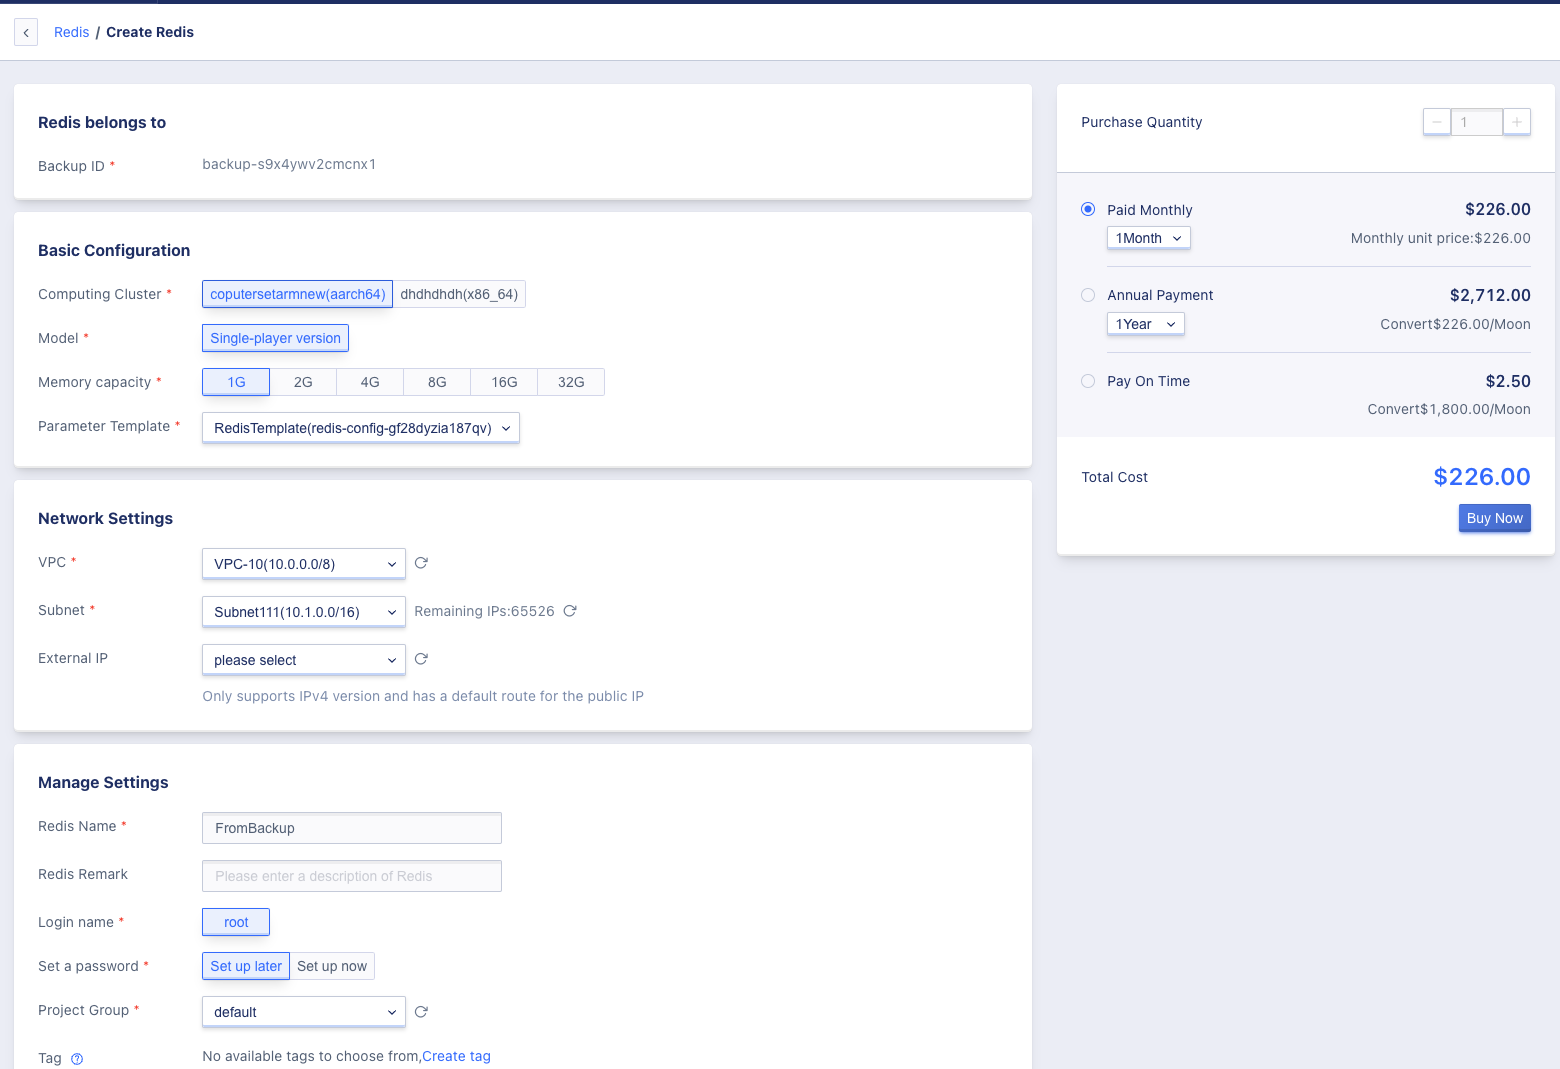 Redis / Create Redis
Redis belongs to
Backup ID * backup-s9x4ywv2cmcnx1
Basic Configuration
Computing Cluster * coputersetarmnew(aarch64) dhdhdhdh(x86_64)
Model * Single-player version
Memory capacity * 1G 2G 4G 8G 16G 32G
Parameter Template * RedisTemplate(redis-config-gf28dyzia187qv)
Network Settings
VPC * VPC-10(10.0.0.0/8)
Subnet * Subnet111(10.1.0.0/16) Remaining IPs:65526
External IP please select
Only supports IPv4 version and has a default route for the public IP
Manage Settings
Redis Name * FromBackup
Redis Remark Please enter a description of Redis
Login name * root
Set a password * Set up later Set up now
Project Group * default
Tag No available tags to choose from,Create tag
Purchase Quantity 1
Paid Monthly $226.00
1Month Monthly unit price:$226.00
Annual Payment $2,712.00
1Year Convert$226.00/Moon
Pay On Time $2.50
Convert$1,800.00/Moon
Total Cost $226.00
Buy Now